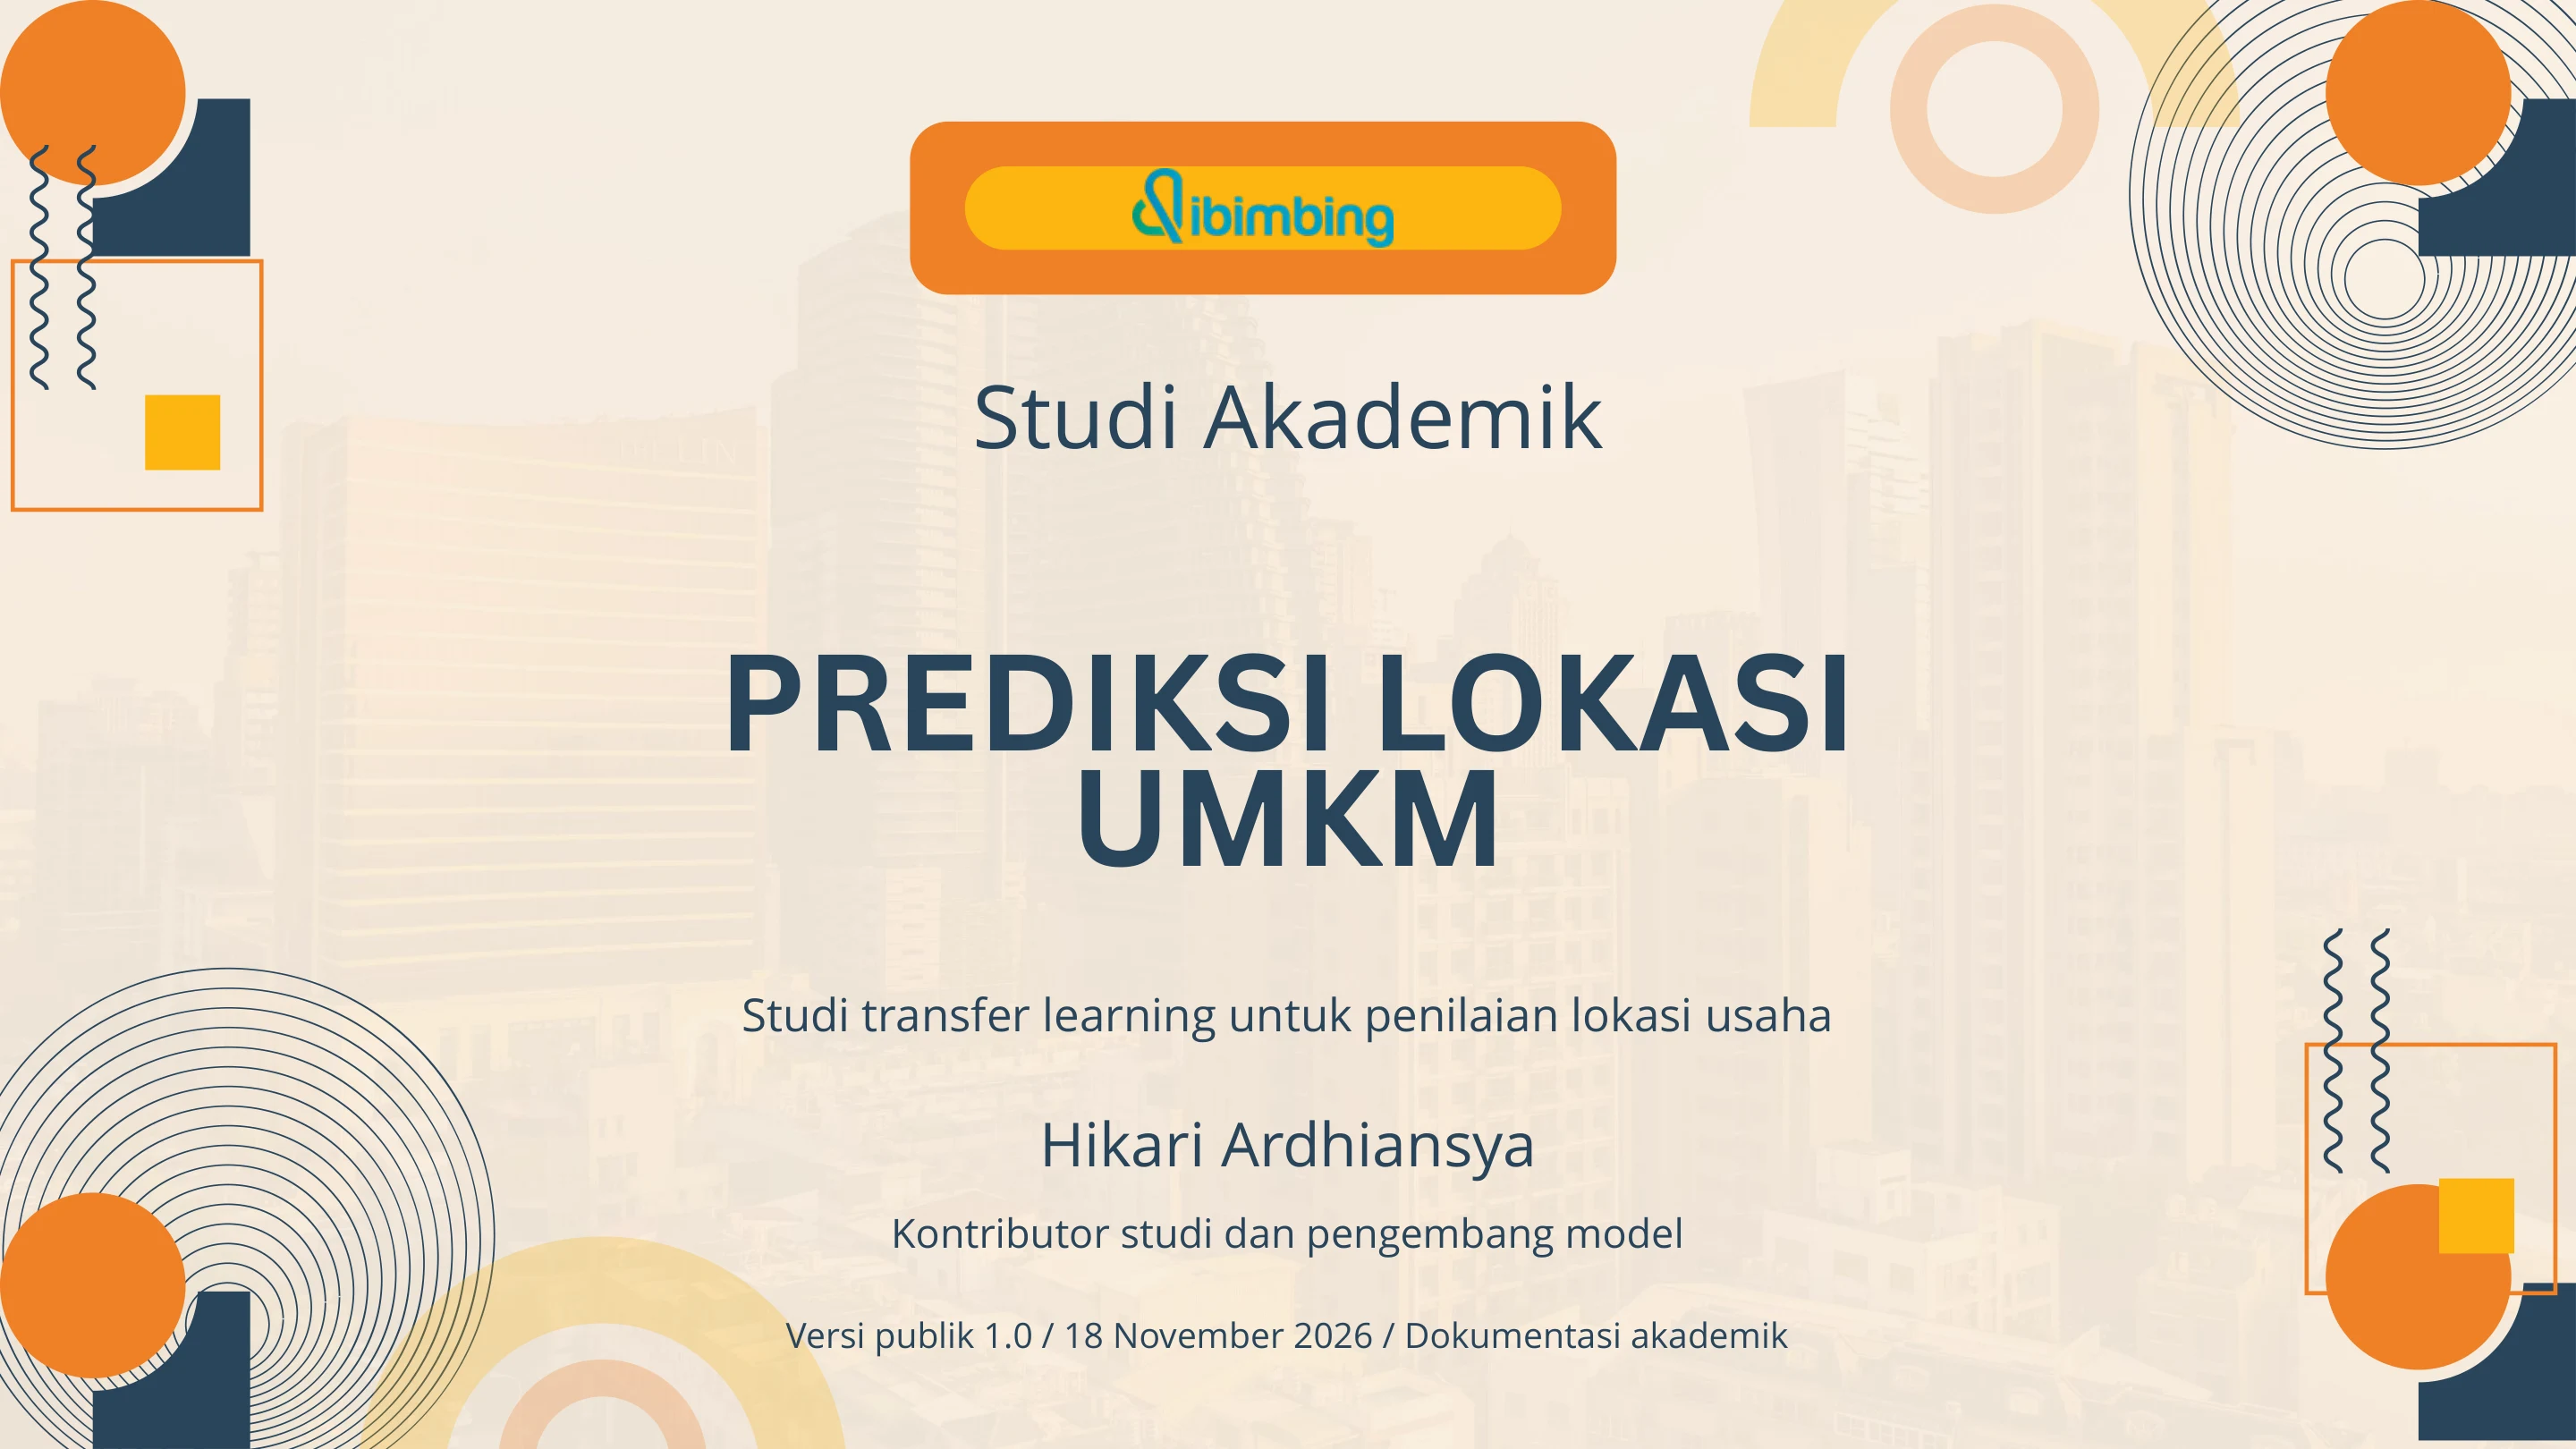 ibimbing
Studi Akademik
PREDIKSI LOKASI
UMKM
Studi transfer learning untuk penilaian lokasi usaha
Hikari Ardhiansya
Kontributor studi dan pengembang model
Versi publik 1.0 / 18 November 2026 / Dokumentasi akademik